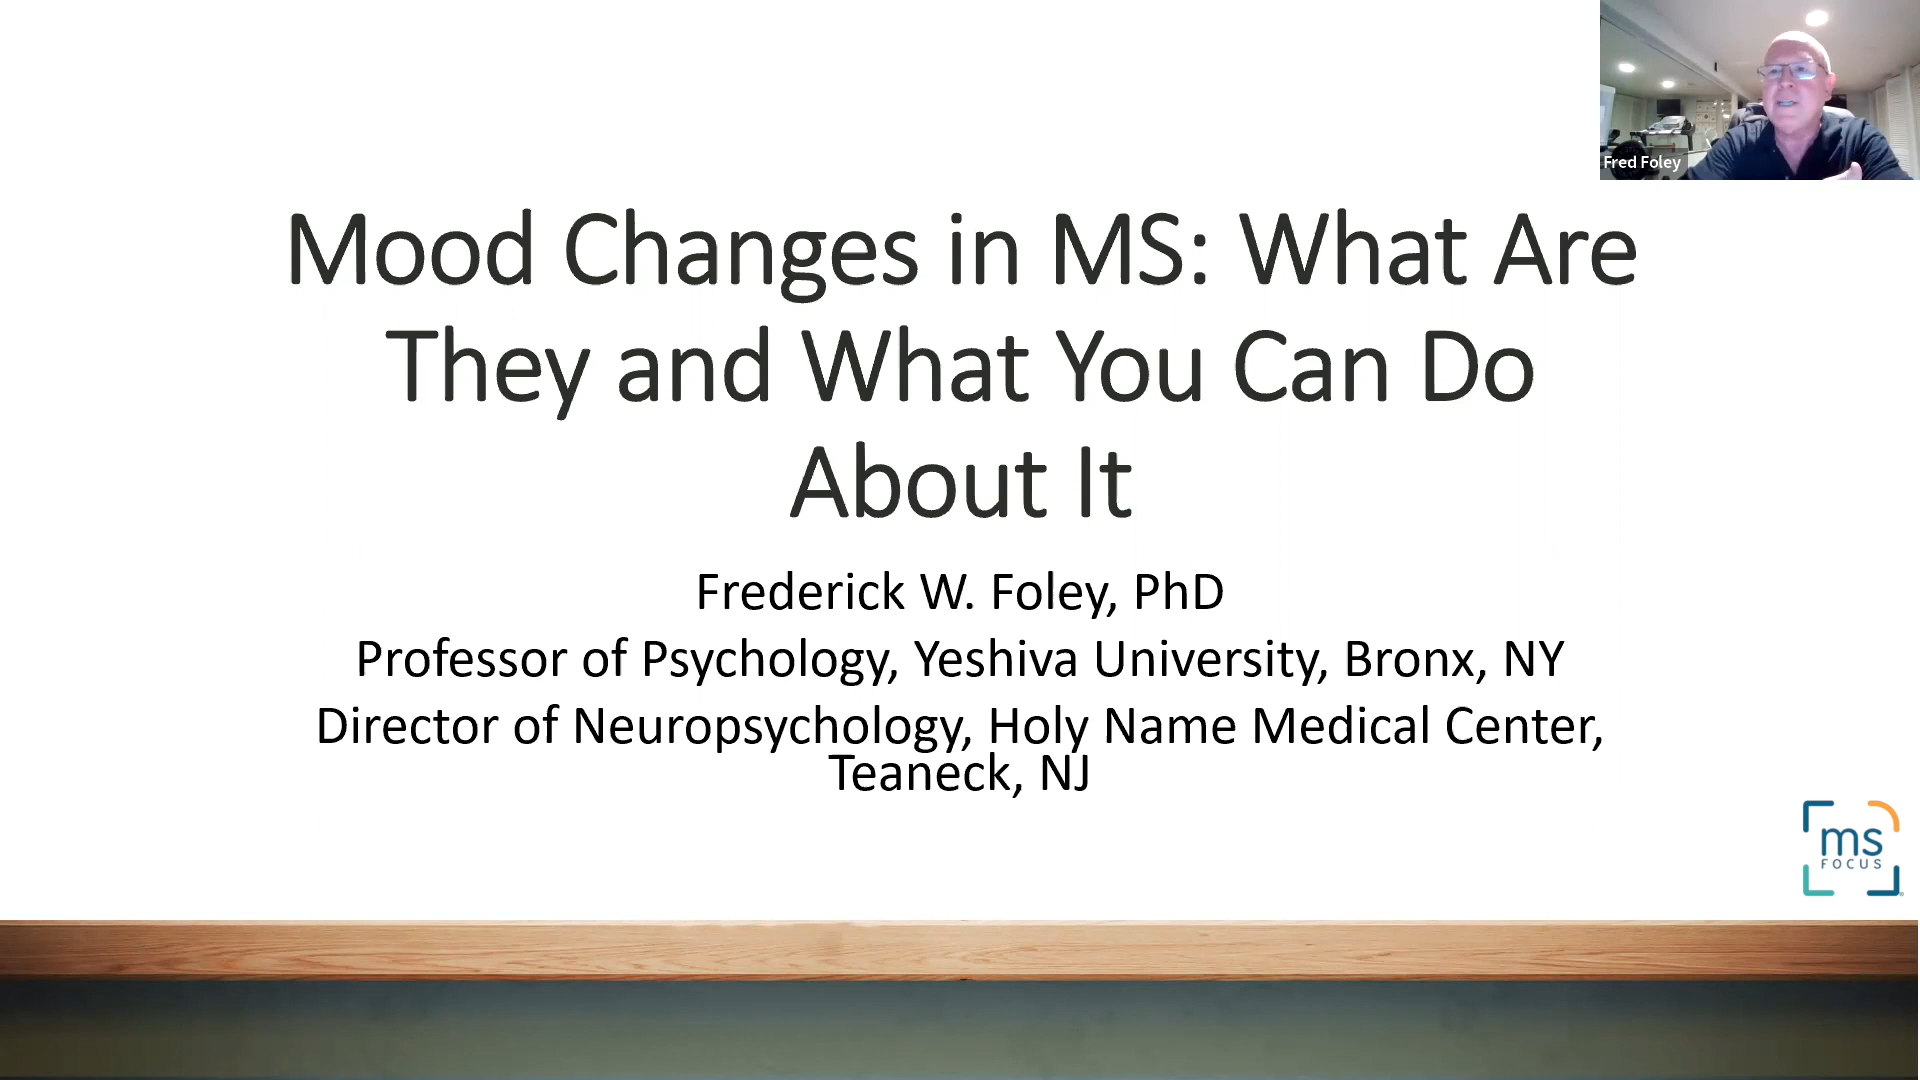 Fred Foley
Mood Changes in MS: What Are
They and What You Can Do
About It
Frederick W. Foley, PhD
Professor of Psychology, Yeshiva University, Bronx, NY
Director of Neuropsychology, Holy Name Medical Center,
Teaneck, NJ
ms
FOCUS